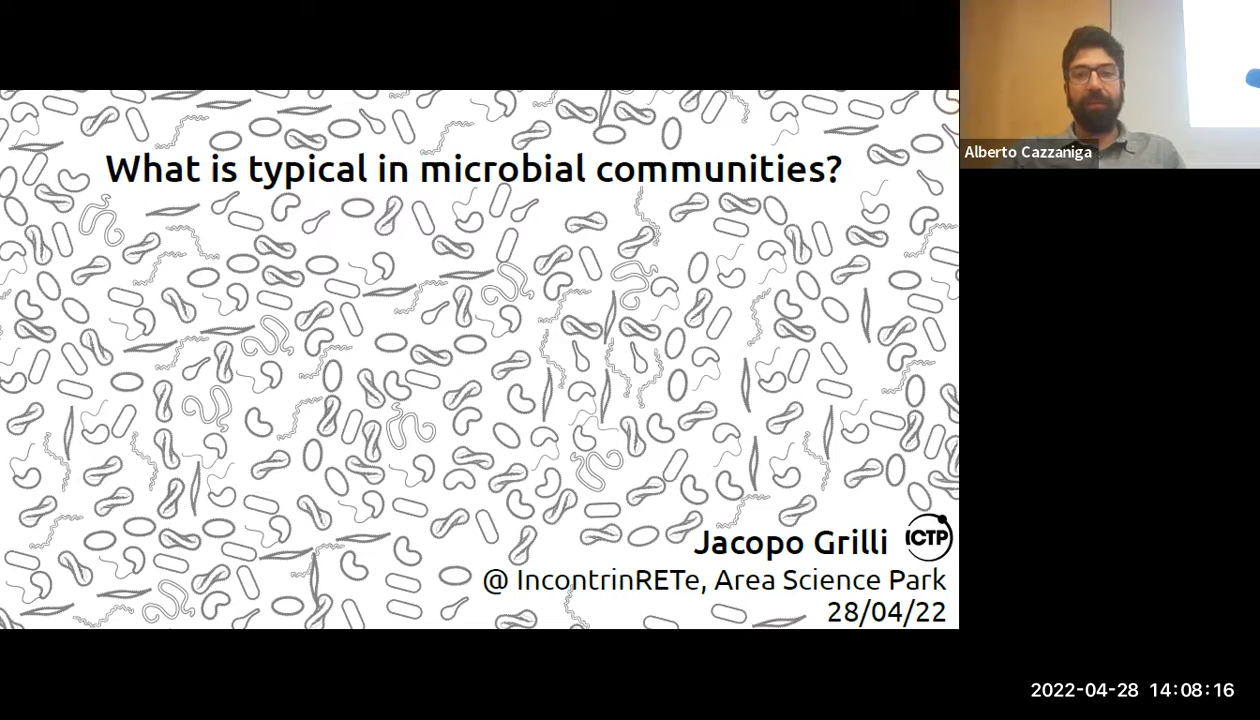 What is typical in microbial communities?
Jacopo Grilli
ICTP
@ IncontrinRETe, Area Science Park
28/04/22
Alberto Cazzaniga
2022-04-28 14:08:16